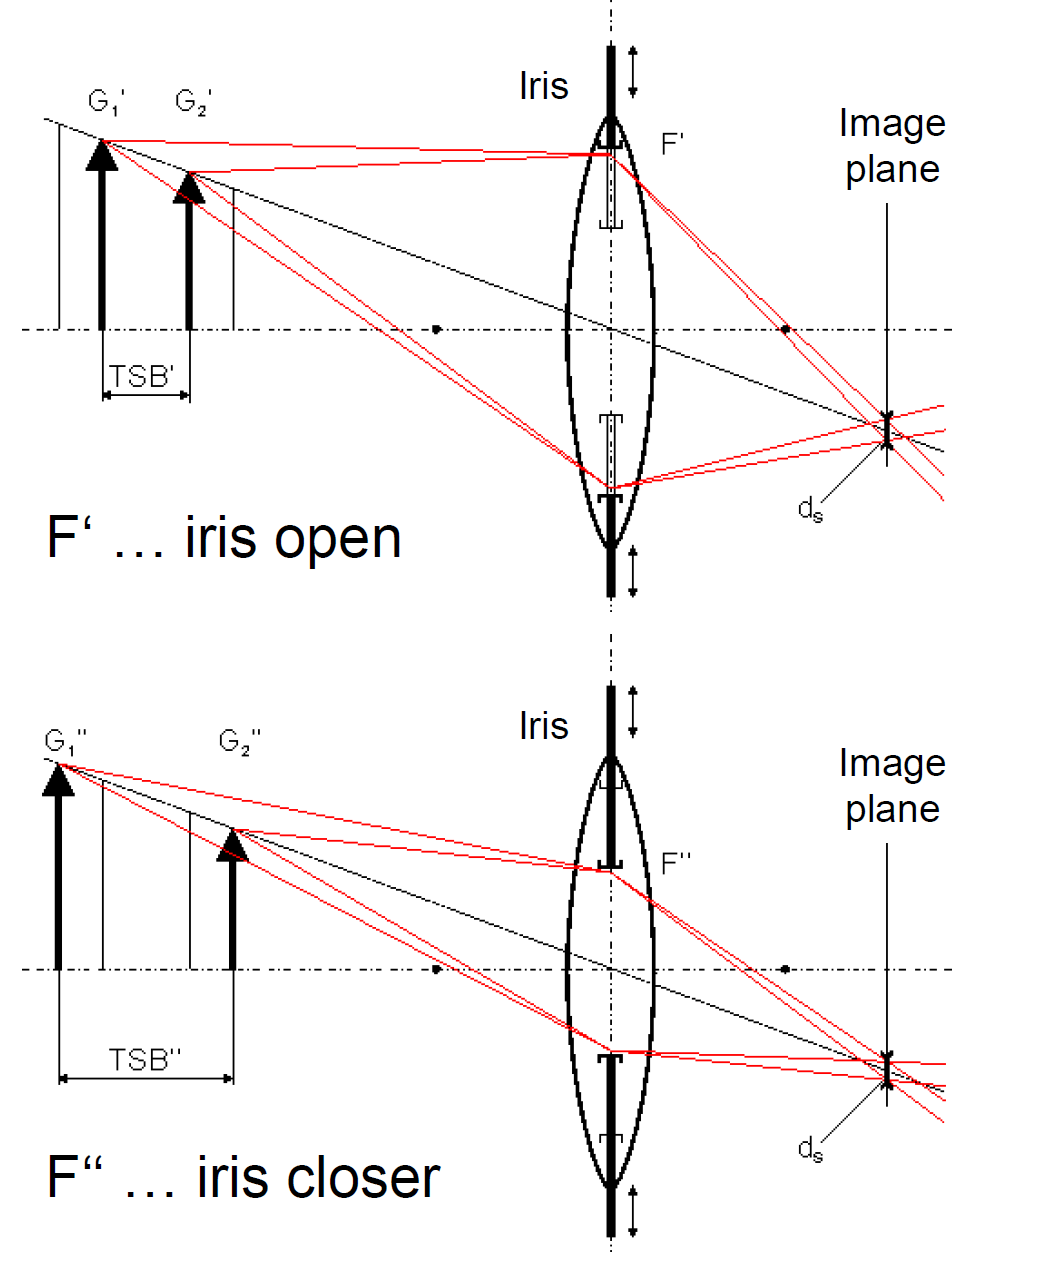 Iris
G₁'
G₂'
F'
Image
plane
TSB'
dₛ
F‘ … iris open
Iris
G₁"
G₂"
F"
Image
plane
TSB"
dₛ
F“ … iris closer